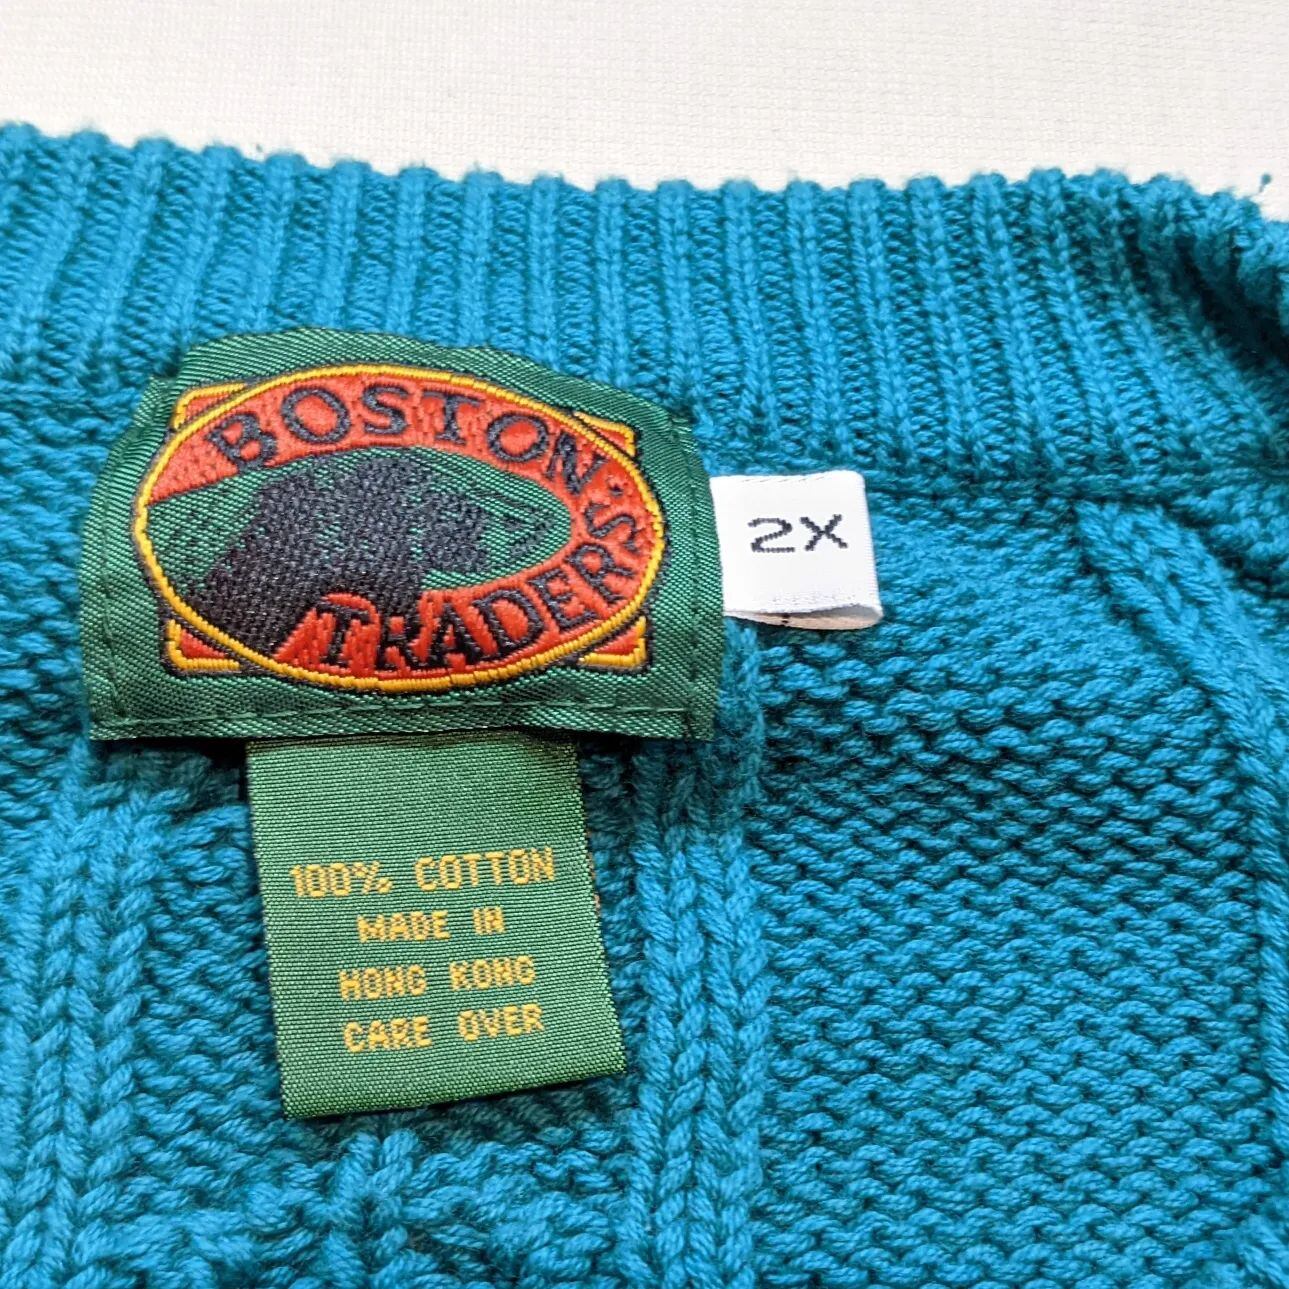 BOSTON
TRADERS
2X
100% COTTON
MADE IN
HONG KONG
CARE OVER